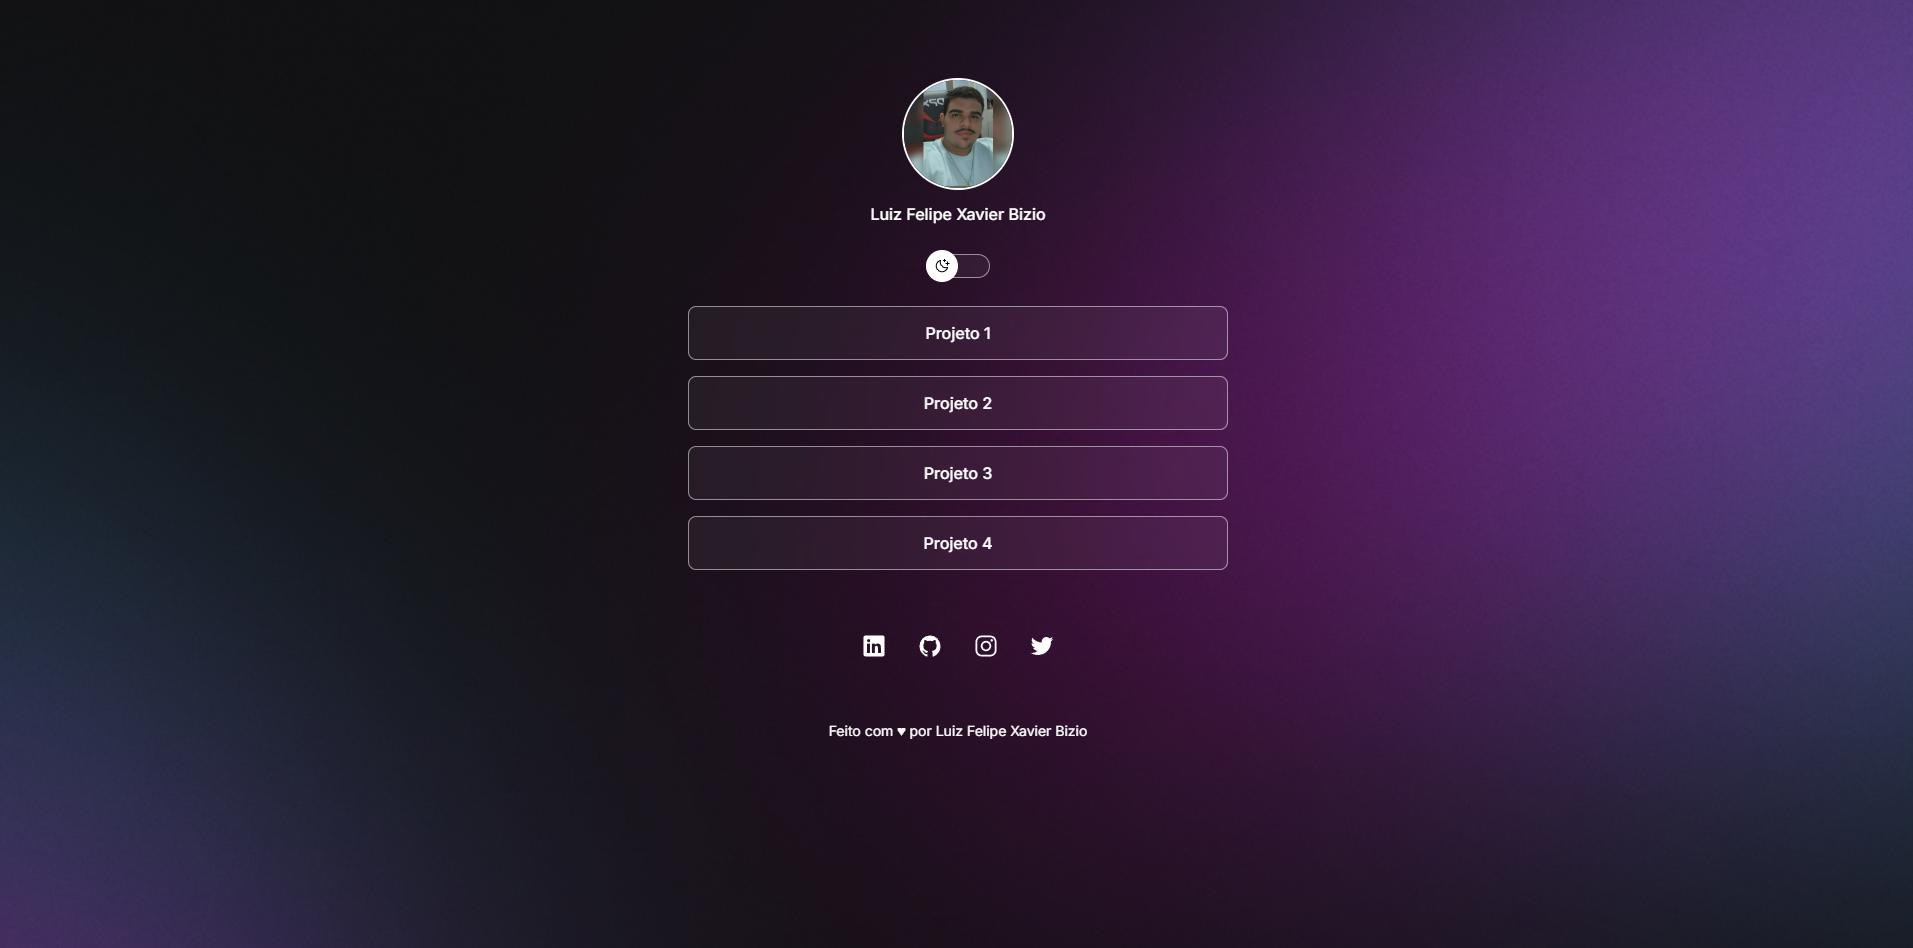 Luiz Felipe Xavier Bizio
Projeto 1
Projeto 2
Projeto 3
Projeto 4
in
Feito com ♥ por Luiz Felipe Xavier Bizio